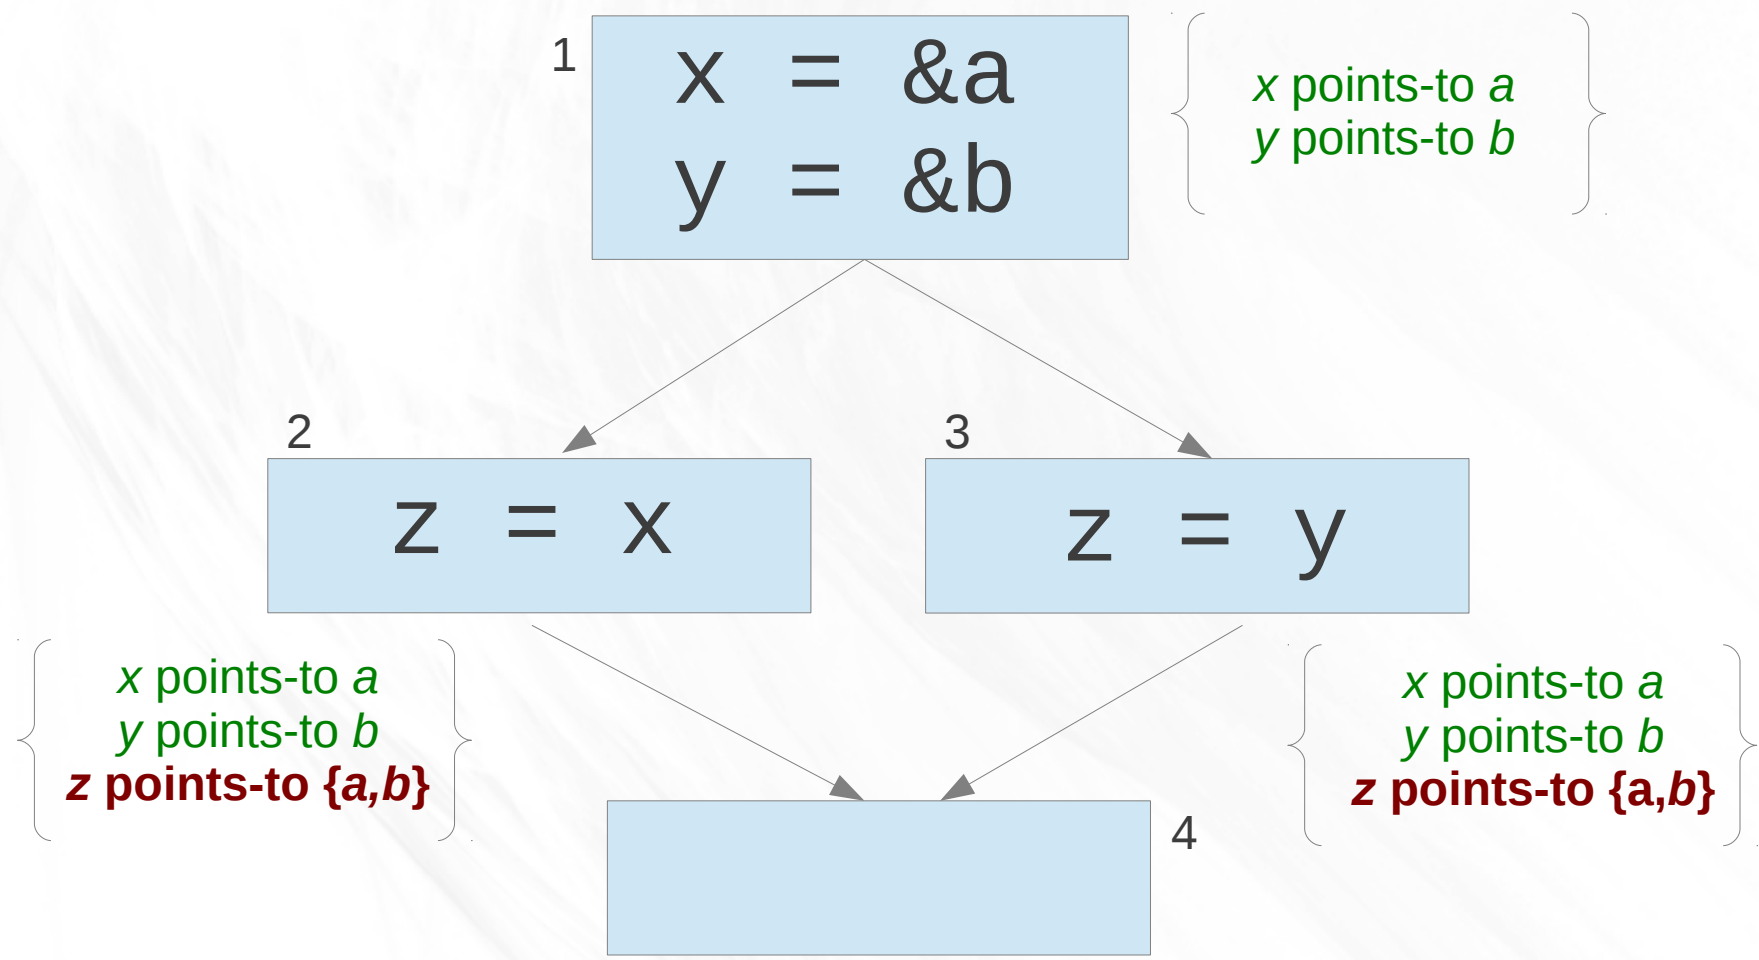 1
x = &a
y = &b
x points-to a
y points-to b
2
z = x
3
z = y
x points-to a
y points-to b
z points-to {a,b}
x points-to a
y points-to b
z points-to {a,b}
4